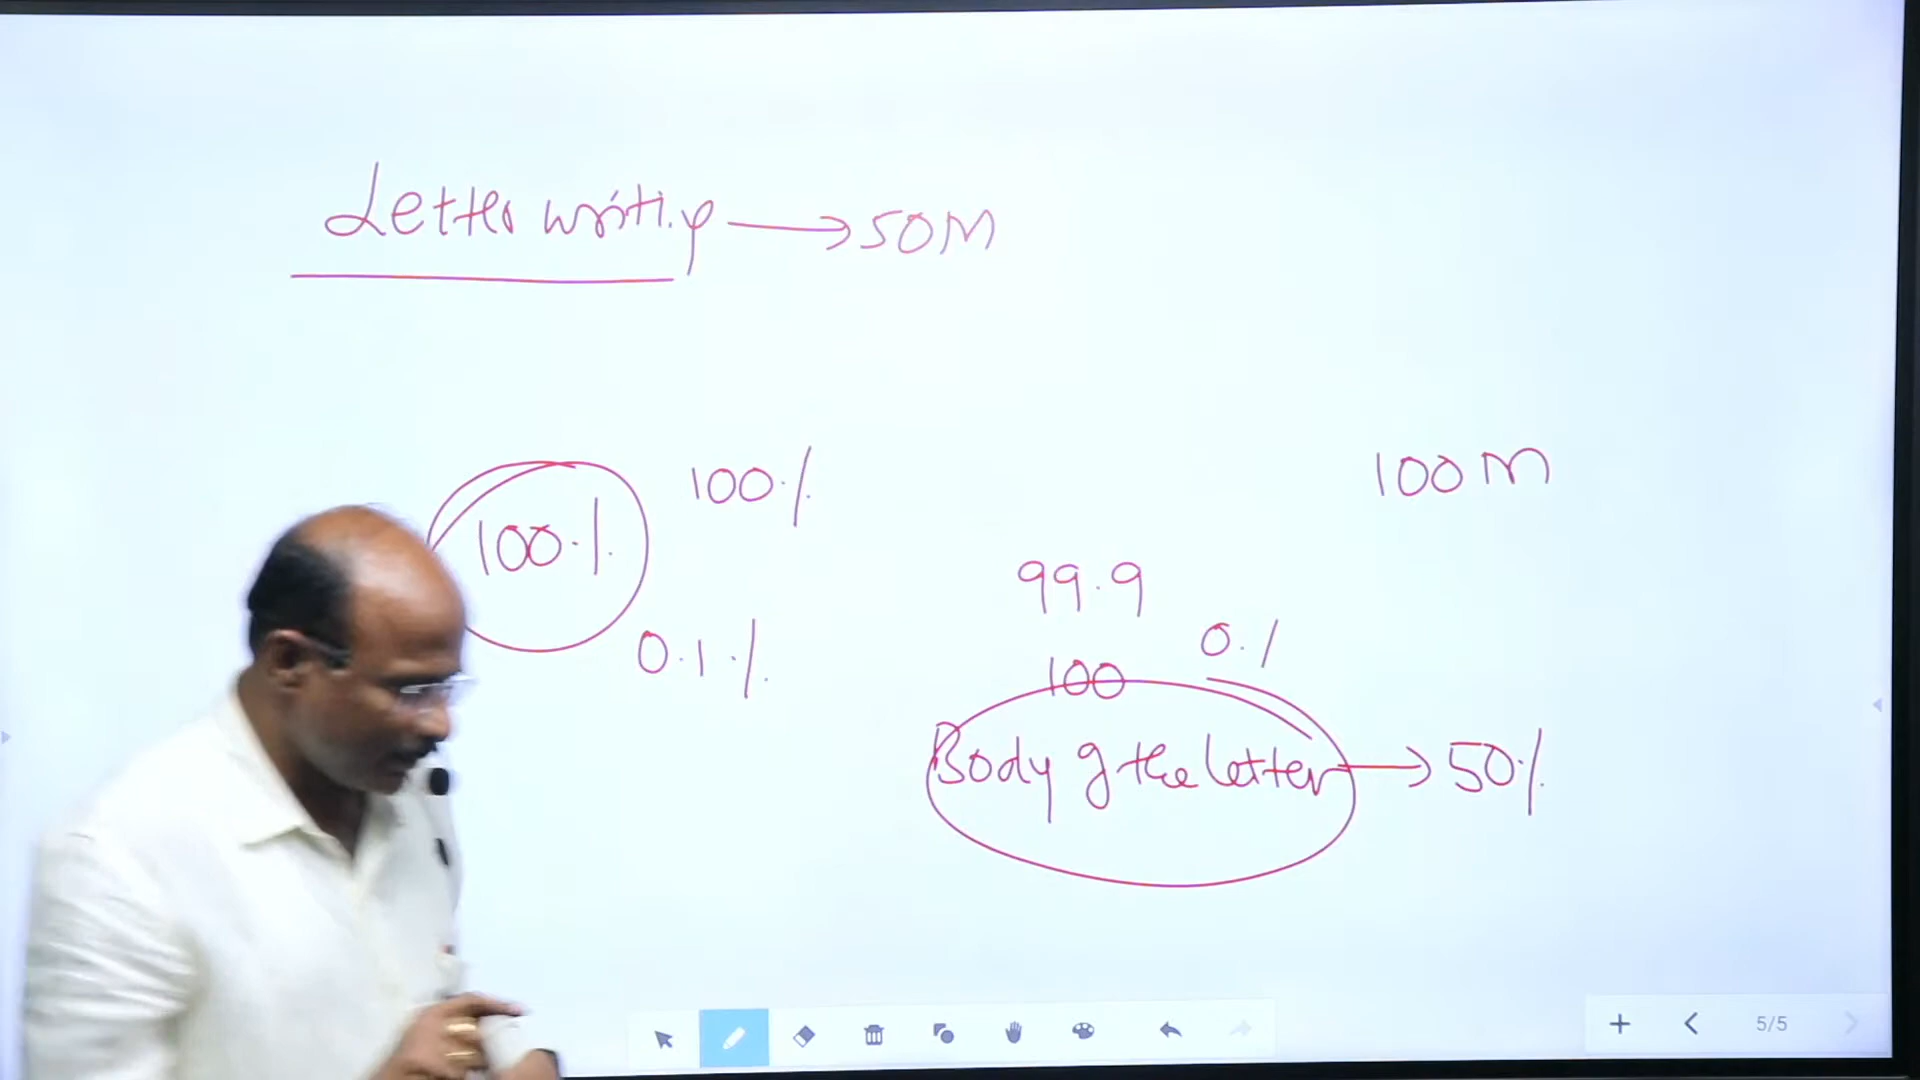 Letter writing → 50M
100%
100%
0.1%
100M
99.9
100
0.1
Body of the letter → 50%
5/5